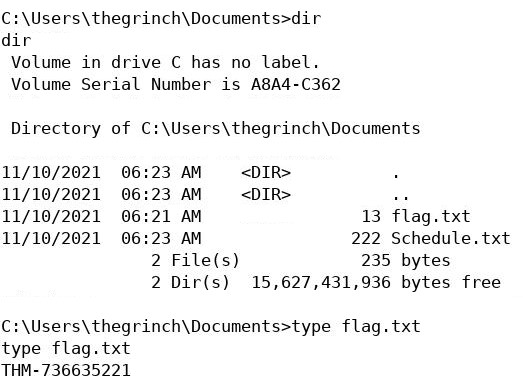 C:\Users\thegrinch\Documents>dir
dir
 Volume in drive C has no label.
 Volume Serial Number is A8A4-C362

 Directory of C:\Users\thegrinch\Documents

11/10/2021  06:23 AM    <DIR>          .
11/10/2021  06:23 AM    <DIR>          ..
11/10/2021  06:21 AM                13 flag.txt
11/10/2021  06:23 AM               222 Schedule.txt
               2 File(s)            235 bytes
               2 Dir(s)  15,627,431,936 bytes free

C:\Users\thegrinch\Documents>type flag.txt
type flag.txt
THM-736635221